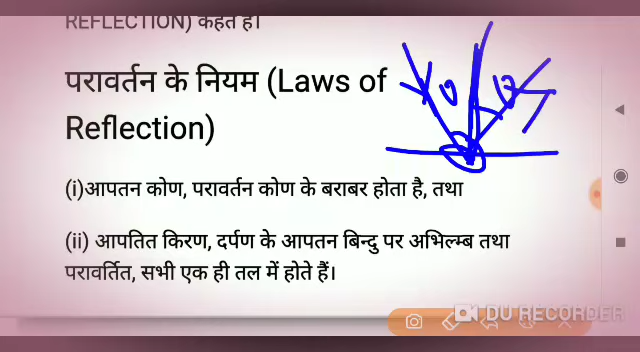 REFLECTION) कहते हैं।
परावर्तन के नियम (Laws of
Reflection)
(i)आपतन कोण, परावर्तन कोण के बराबर होता है, तथा
(ii) आपतित किरण, दर्पण के आपतन बिन्दु पर अभिलम्ब तथा
परावर्तित, सभी एक ही तल में होते हैं।
DU RECORDER